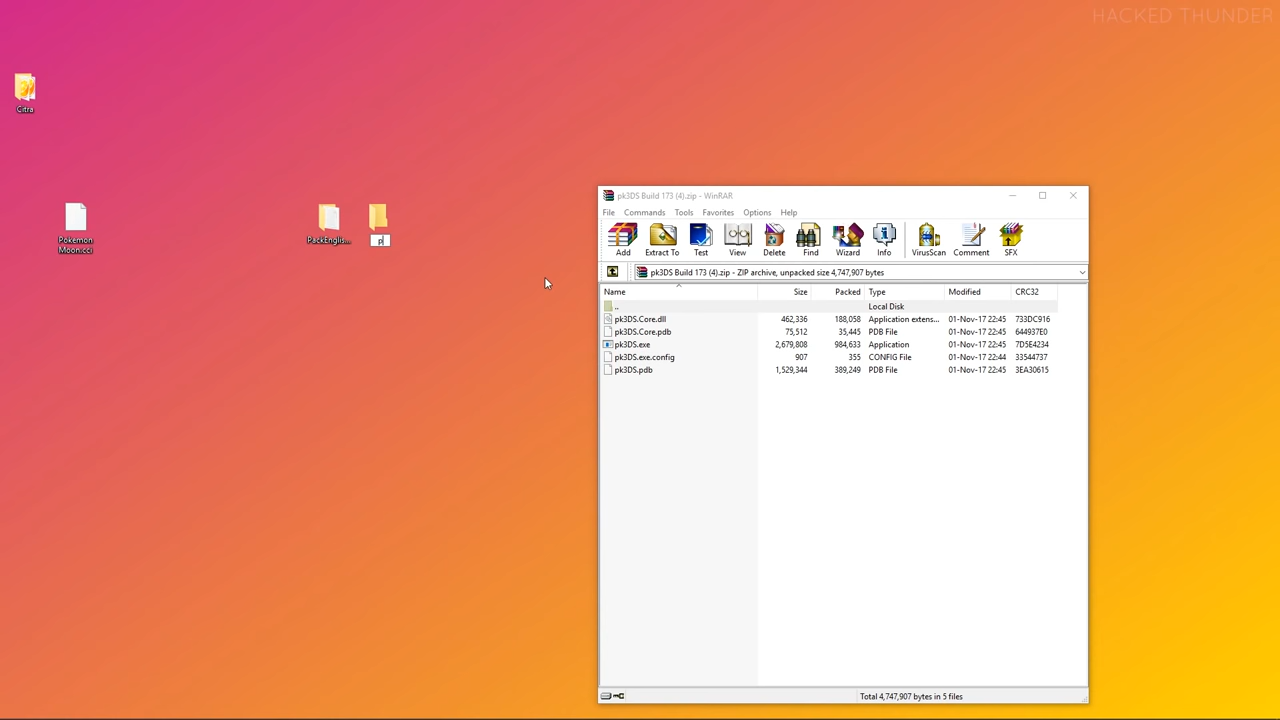 HACKED THUNDER
Citra
Pokemon
Moon.cci
PackEnglis...
p
pk3DS Build 173 (4).zip - WinRAR
File Commands Tools Favorites Options Help
Add Extract To Test View Delete Find Wizard Info VirusScan Comment SFX
pk3DS Build 173 (4).zip - ZIP archive, unpacked size 4,747,907 bytes
Name Size Packed Type Modified CRC32
.. Local Disk
pk3DS.Core.dll 462,336 188,058 Application extens... 01-Nov-17 22:45 733DC916
pk3DS.Core.pdb 75,512 35,445 PDB File 01-Nov-17 22:45 644937E0
pk3DS.exe 2,679,808 984,633 Application 01-Nov-17 22:45 7D5E4234
pk3DS.exe.config 907 355 CONFIG File 01-Nov-17 22:44 33544737
pk3DS.pdb 1,529,344 389,249 PDB File 01-Nov-17 22:45 3EA30615
Total 4,747,907 bytes in 5 files